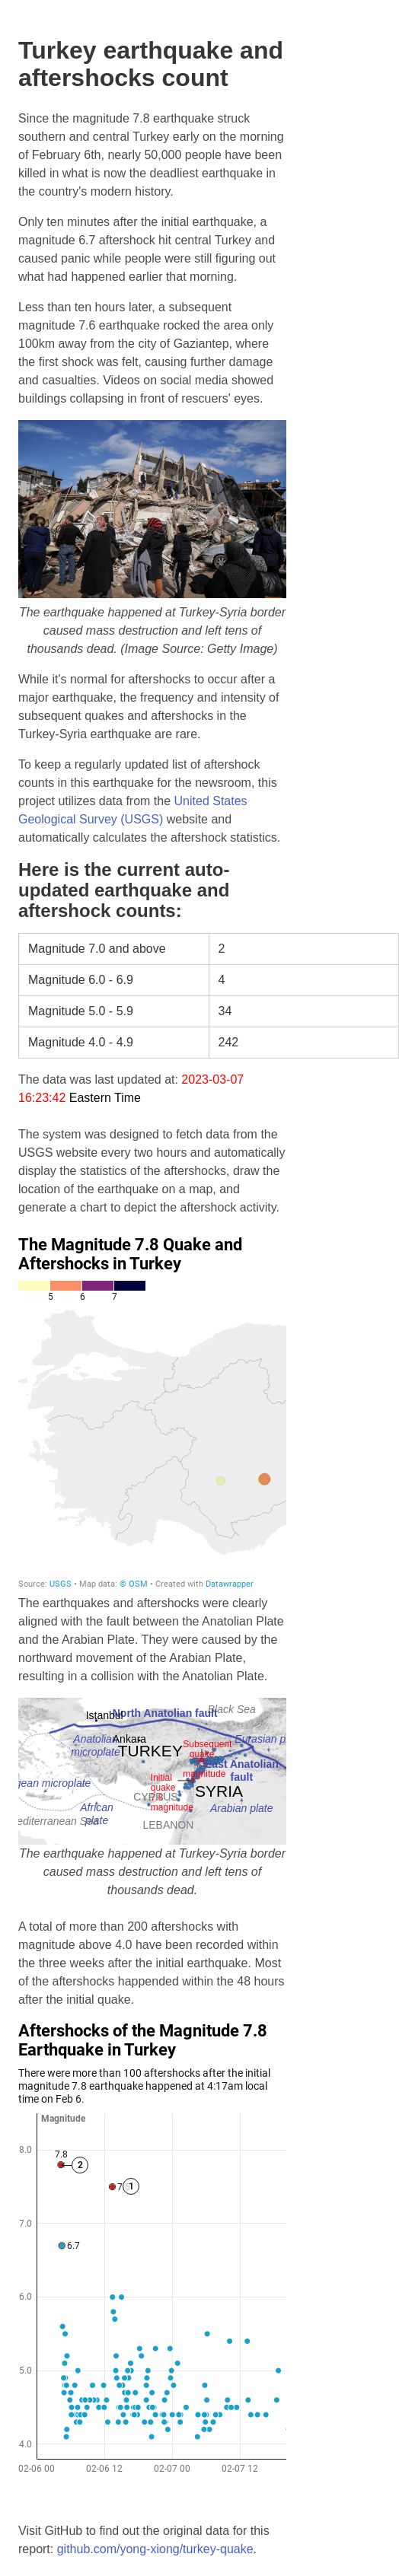 Turkey earthquake and
aftershocks count
Since the magnitude 7.8 earthquake struck
southern and central Turkey early on the morning
of February 6th, nearly 50,000 people have been
killed in what is now the deadliest earthquake in
the country's modern history.
Only ten minutes after the initial earthquake, a
magnitude 6.7 aftershock hit central Turkey and
caused panic while people were still figuring out
what had happened earlier that morning.
Less than ten hours later, a subsequent
magnitude 7.6 earthquake rocked the area only
100km away from the city of Gaziantep, where
the first shock was felt, causing further damage
and casualties. Videos on social media showed
buildings collapsing in front of rescuers' eyes.
The earthquake happened at Turkey-Syria border
caused mass destruction and left tens of
thousands dead. (Image Source: Getty Image)
While it's normal for aftershocks to occur after a
major earthquake, the frequency and intensity of
subsequent quakes and aftershocks in the
Turkey-Syria earthquake are rare.
To keep a regularly updated list of aftershock
counts in this earthquake for the newsroom, this
project utilizes data from the United States
Geological Survey (USGS) website and
automatically calculates the aftershock statistics.
Here is the current auto-
updated earthquake and
aftershock counts:
Magnitude 7.0 and above 2
Magnitude 6.0 - 6.9 4
Magnitude 5.0 - 5.9 34
Magnitude 4.0 - 4.9 242
The data was last updated at: 2023-03-07
16:23:42 Eastern Time
The system was designed to fetch data from the
USGS website every two hours and automatically
display the statistics of the aftershocks, draw the
location of the earthquake on a map, and
generate a chart to depict the aftershock activity.
The Magnitude 7.8 Quake and
Aftershocks in Turkey
5 6 7
Source: USGS • Map data: © OSM • Created with Datawrapper
The earthquakes and aftershocks were clearly
aligned with the fault between the Anatolian Plate
and the Arabian Plate. They were caused by the
northward movement of the Arabian Plate,
resulting in a collision with the Anatolian Plate.
Black Sea
Istanbul
North Anatolian fault
Anatolian
microplate
Ankara
Eurasian p
TURKEY
Subsequent
quake
magnitude
East Anatolian
fault
gean microplate
Initial
quake
magnitude
CYPRUS
SYRIA
African
plate
Arabian plate
editerranean Sea
LEBANON
The earthquake happened at Turkey-Syria border
caused mass destruction and left tens of
thousands dead.
A total of more than 200 aftershocks with
magnitude above 4.0 have been recorded within
the three weeks after the initial earthquake. Most
of the aftershocks happended within the 48 hours
after the initial quake.
Aftershocks of the Magnitude 7.8
Earthquake in Turkey
There were more than 100 aftershocks after the initial
magnitude 7.8 earthquake happened at 4:17am local
time on Feb 6.
Magnitude
8.0
7.8
2
1
7.0
6.7
6.0
5.0
4.0
02-06 00 02-06 12 02-07 00 02-07 12
Visit GitHub to find out the original data for this
report: github.com/yong-xiong/turkey-quake.